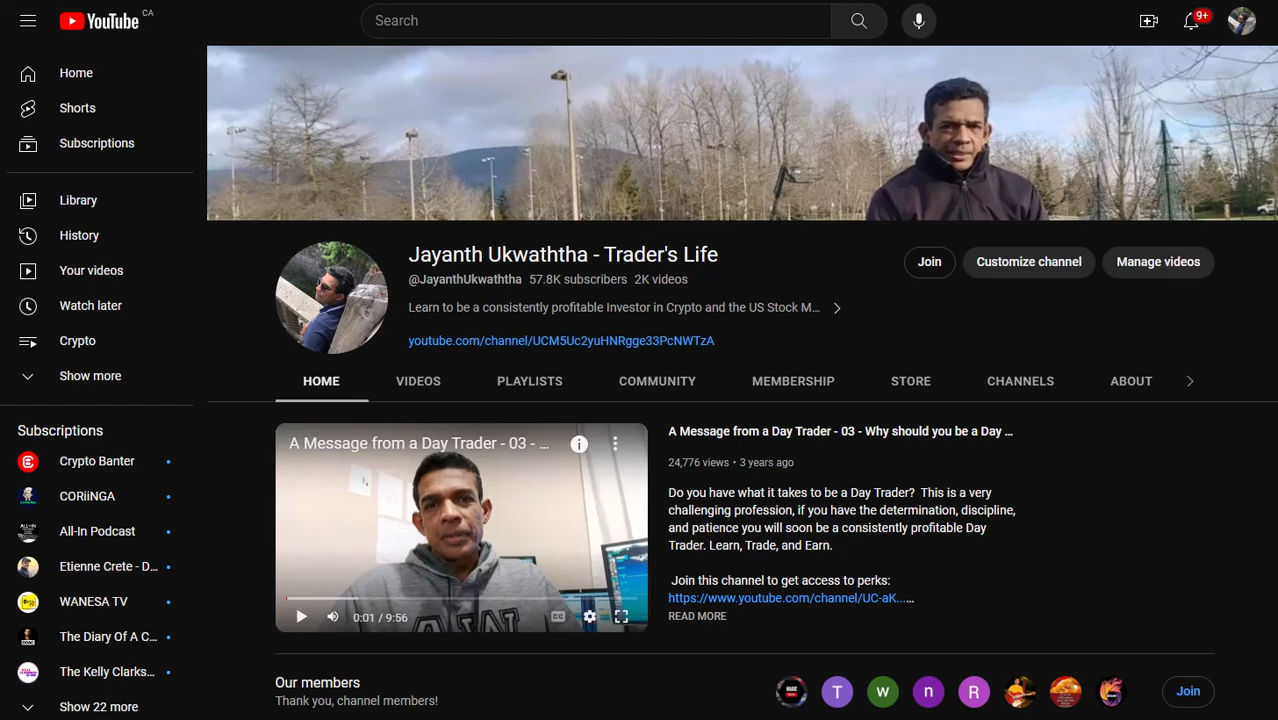 YouTube CA
Search
9+
Home
Shorts
Subscriptions
Library
History
Your videos
Watch later
Crypto
Show more
Subscriptions
Crypto Banter
CORiiNGA
All-In Podcast
Etienne Crete - D...
WANESA TV
The Diary Of A C...
The Kelly Clarks...
Show 22 more
Jayanth Ukwaththa - Trader's Life
@JayanthUkwaththa 57.8K subscribers 2K videos
Learn to be a consistently profitable Investor in Crypto and the US Stock M...
youtube.com/channel/UCM5Uc2yuHNRgge33PcNWTzA
Join
Customize channel
Manage videos
HOME VIDEOS PLAYLISTS COMMUNITY MEMBERSHIP STORE CHANNELS ABOUT
A Message from a Day Trader - 03 - ...
0:01 / 9:56
A Message from a Day Trader - 03 - Why should you be a Day ...
24,776 views • 3 years ago
Do you have what it takes to be a Day Trader? This is a very
challenging profession, if you have the determination, discipline,
and patience you will soon be a consistently profitable Day
Trader. Learn, Trade, and Earn.
Join this channel to get access to perks:
https://www.youtube.com/channel/UC-aK...…
READ MORE
Our members
Thank you, channel members!
T w n R
Join